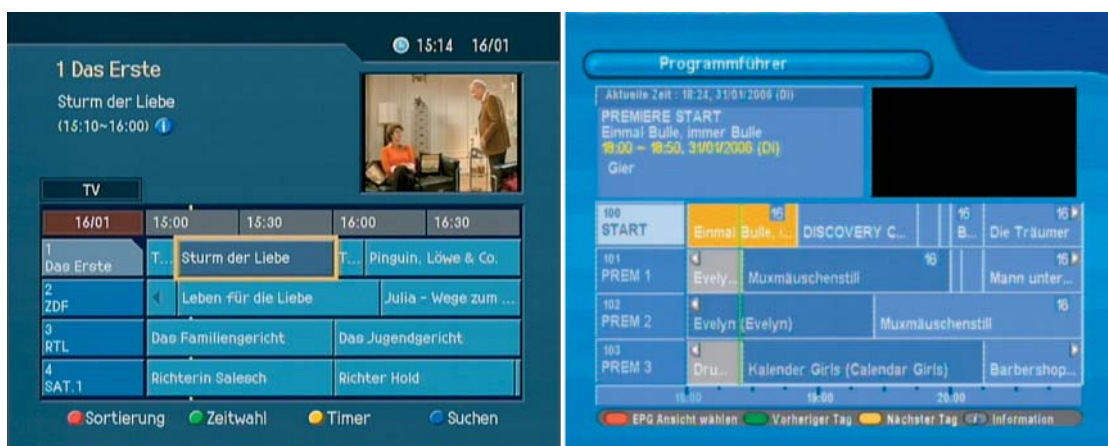 15:14 16/01
1 Das Erste
Sturm der Liebe
(15:10~16:00)
1
TV
16/01 15:00 15:30 16:00 16:30
1
Das Erste T... Sturm der Liebe T... Pinguin, Löwe & Co.
2
ZDF Leben für die Liebe Julia - Wege zum ...
3
RTL Das Familiengericht Das Jugendgericht
4
SAT.1 Richterin Salesch Richter Hold
Sortierung Zeitwahl Timer Suchen
Programmführer
Aktuelle Zeit : 18:24, 31/01/2006 (Di)
PREMIERE START
Einmal Bulle, immer Bulle
18:00 ~ 18:50, 31/01/2006 (Di)
Gier
100 16 16 16
START Einmal Bulle, i... DISCOVERY C... B... Die Träumer
101 16 16
PREM 1 Evely... Muxmäuschenstill Mann unter...
102 16
PREM 2 Evelyn (Evelyn) Muxmäuschenstill
103
PREM 3 Dru... Kalender Girls (Calendar Girls) Barbershop...
18:00 19:00 20:00
EPG Ansicht wählen Vorheriger Tag Nächster Tag Information